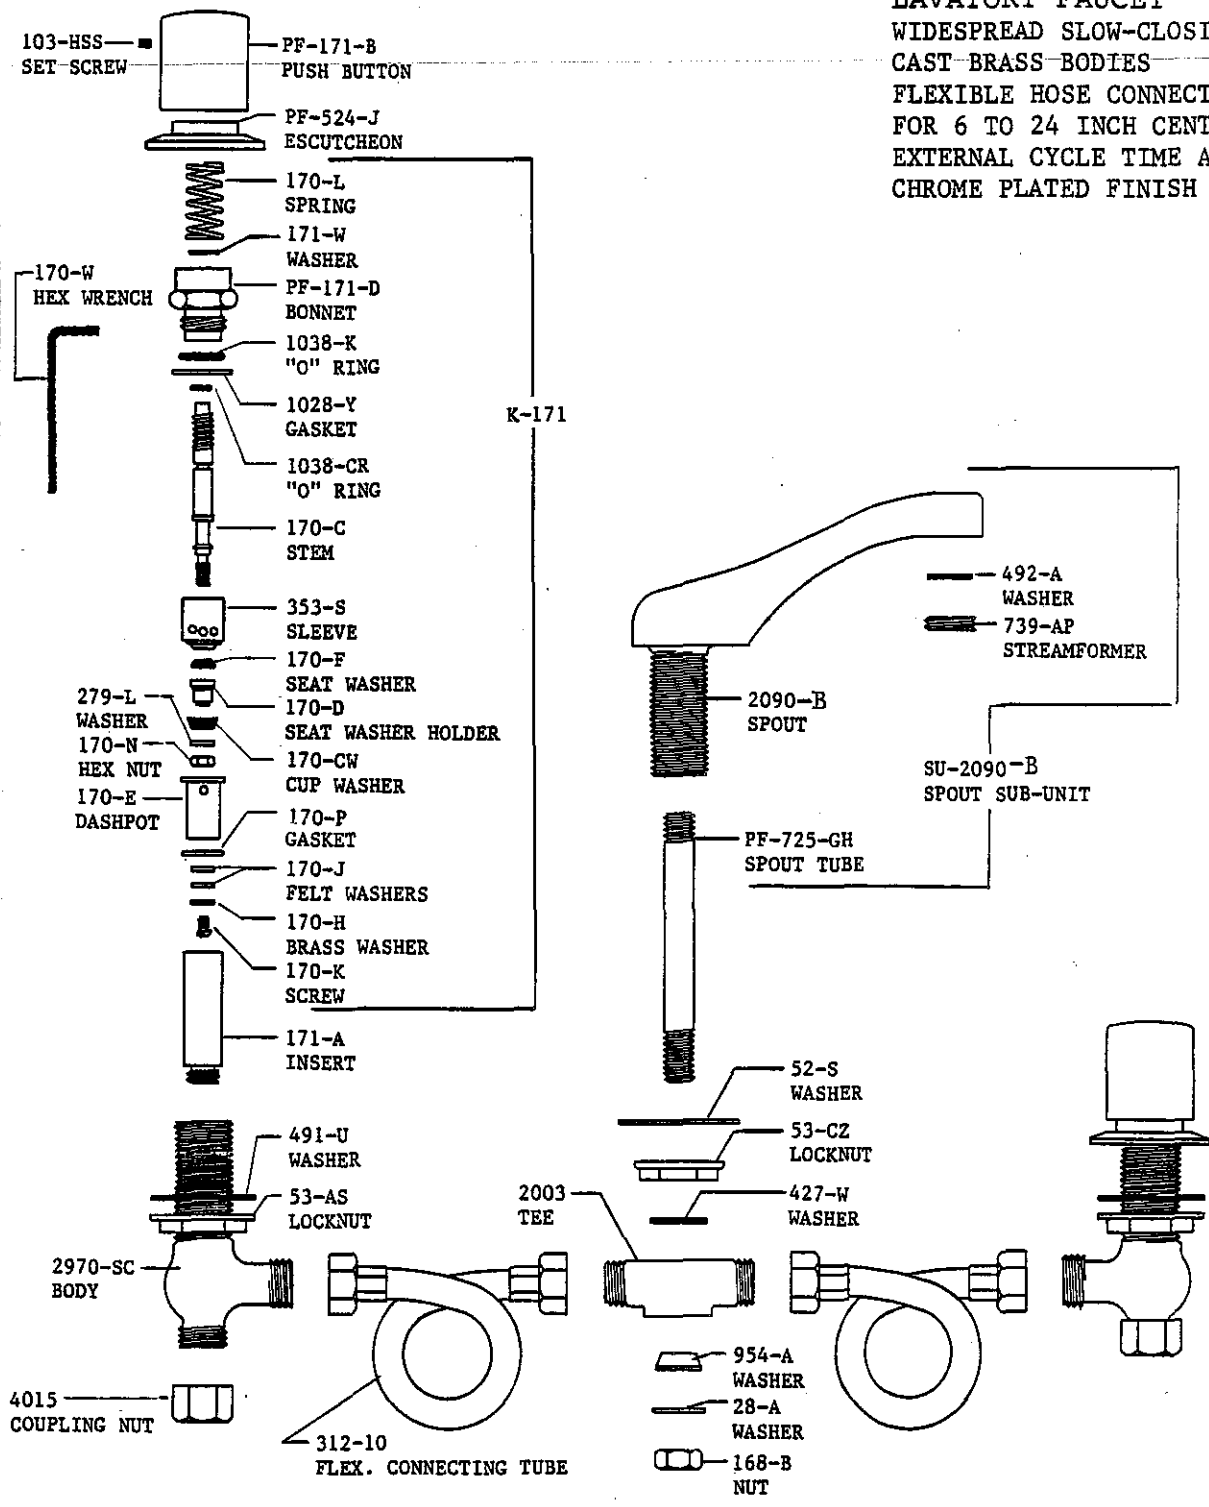 LAVATORY FAUCET
WIDESPREAD SLOW-CLOSI
CAST BRASS BODIES
FLEXIBLE HOSE CONNECT
FOR 6 TO 24 INCH CENT
EXTERNAL CYCLE TIME A
CHROME PLATED FINISH
103-HSS
SET SCREW
PF-171-B
PUSH BUTTON
PF-524-J
ESCUTCHEON
170-L
SPRING
171-W
WASHER
170-W
HEX WRENCH
PF-171-D
BONNET
1038-K
"O" RING
1028-Y
GASKET
K-171
1038-CR
"O" RING
170-C
STEM
353-S
SLEEVE
170-F
SEAT WASHER
279-L
WASHER
170-D
SEAT WASHER HOLDER
170-N
HEX NUT
170-CW
CUP WASHER
170-E
DASHPOT
170-P
GASKET
170-J
FELT WASHERS
170-H
BRASS WASHER
170-K
SCREW
171-A
INSERT
491-U
WASHER
53-AS
LOCKNUT
2970-SC
BODY
4015
COUPLING NUT
312-10
FLEX. CONNECTING TUBE
492-A
WASHER
739-AP
STREAMFORMER
2090-B
SPOUT
SU-2090-B
SPOUT SUB-UNIT
PF-725-GH
SPOUT TUBE
52-S
WASHER
53-CZ
LOCKNUT
2003
TEE
427-W
WASHER
954-A
WASHER
28-A
WASHER
168-B
NUT